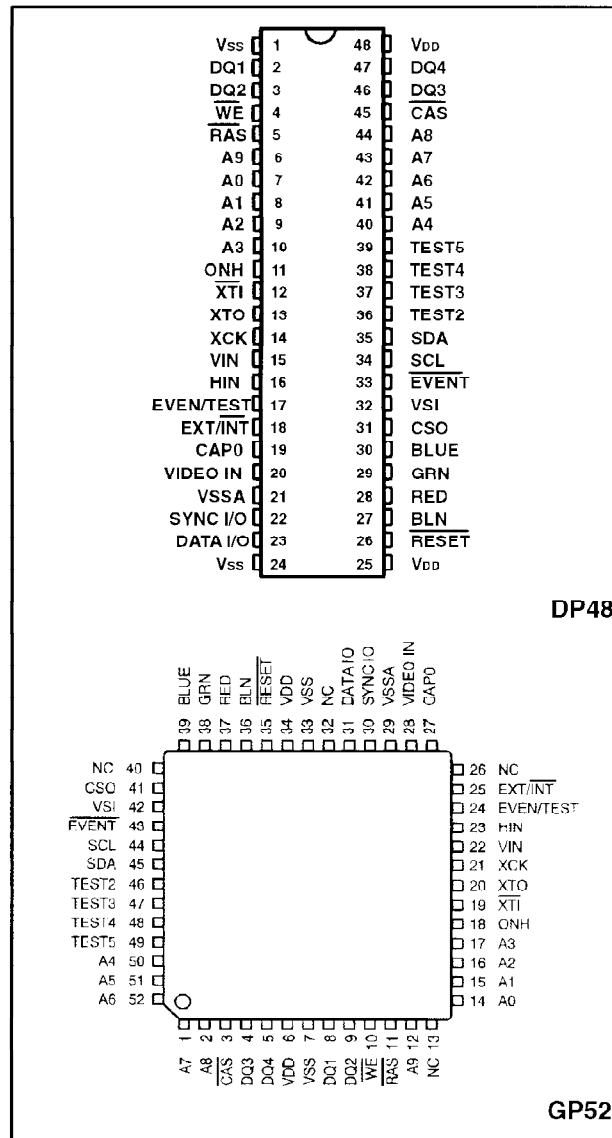 Vss 1 48 VDD
DQ1 2 47 DQ4
DQ2 3 46 DQ3
WE 4 45 CAS
RAS 5 44 A8
A9 6 43 A7
A0 7 42 A6
A1 8 41 A5
A2 9 40 A4
A3 10 39 TEST5
ONH 11 38 TEST4
XTI 12 37 TEST3
XTO 13 36 TEST2
XCK 14 35 SDA
VIN 15 34 SCL
HIN 16 33 EVENT
EVEN/TEST 17 32 VSI
EXT/INT 18 31 CSO
CAP0 19 30 BLUE
VIDEO IN 20 29 GRN
VSSA 21 28 RED
SYNC I/O 22 27 BLN
DATA I/O 23 26 RESET
Vss 24 25 VDD
DP48
39 BLUE
38 GRN
37 RED
36 BLN
35 RESET
34 VDD
33 VSS
32 NC
31 DATA IO
30 SYNC IO
29 VSSA
28 VIDEO IN
27 CAP0
NC 40 26 NC
CSO 41 25 EXT/INT
VSI 42 24 EVEN/TEST
EVENT 43 23 HIN
SCL 44 22 VIN
SDA 45 21 XCK
TEST2 46 20 XTO
TEST3 47 19 XTI
TEST4 48 18 ONH
TEST5 49 17 A3
A4 50 16 A2
A5 51 15 A1
A6 52 14 A0
A7 1
A8 2
CAS 3
DQ3 4
DQ4 5
VDD 6
VSS 7
DQ1 8
DQ2 9
WE 10
RAS 11
A9 12
NC 13
GP52